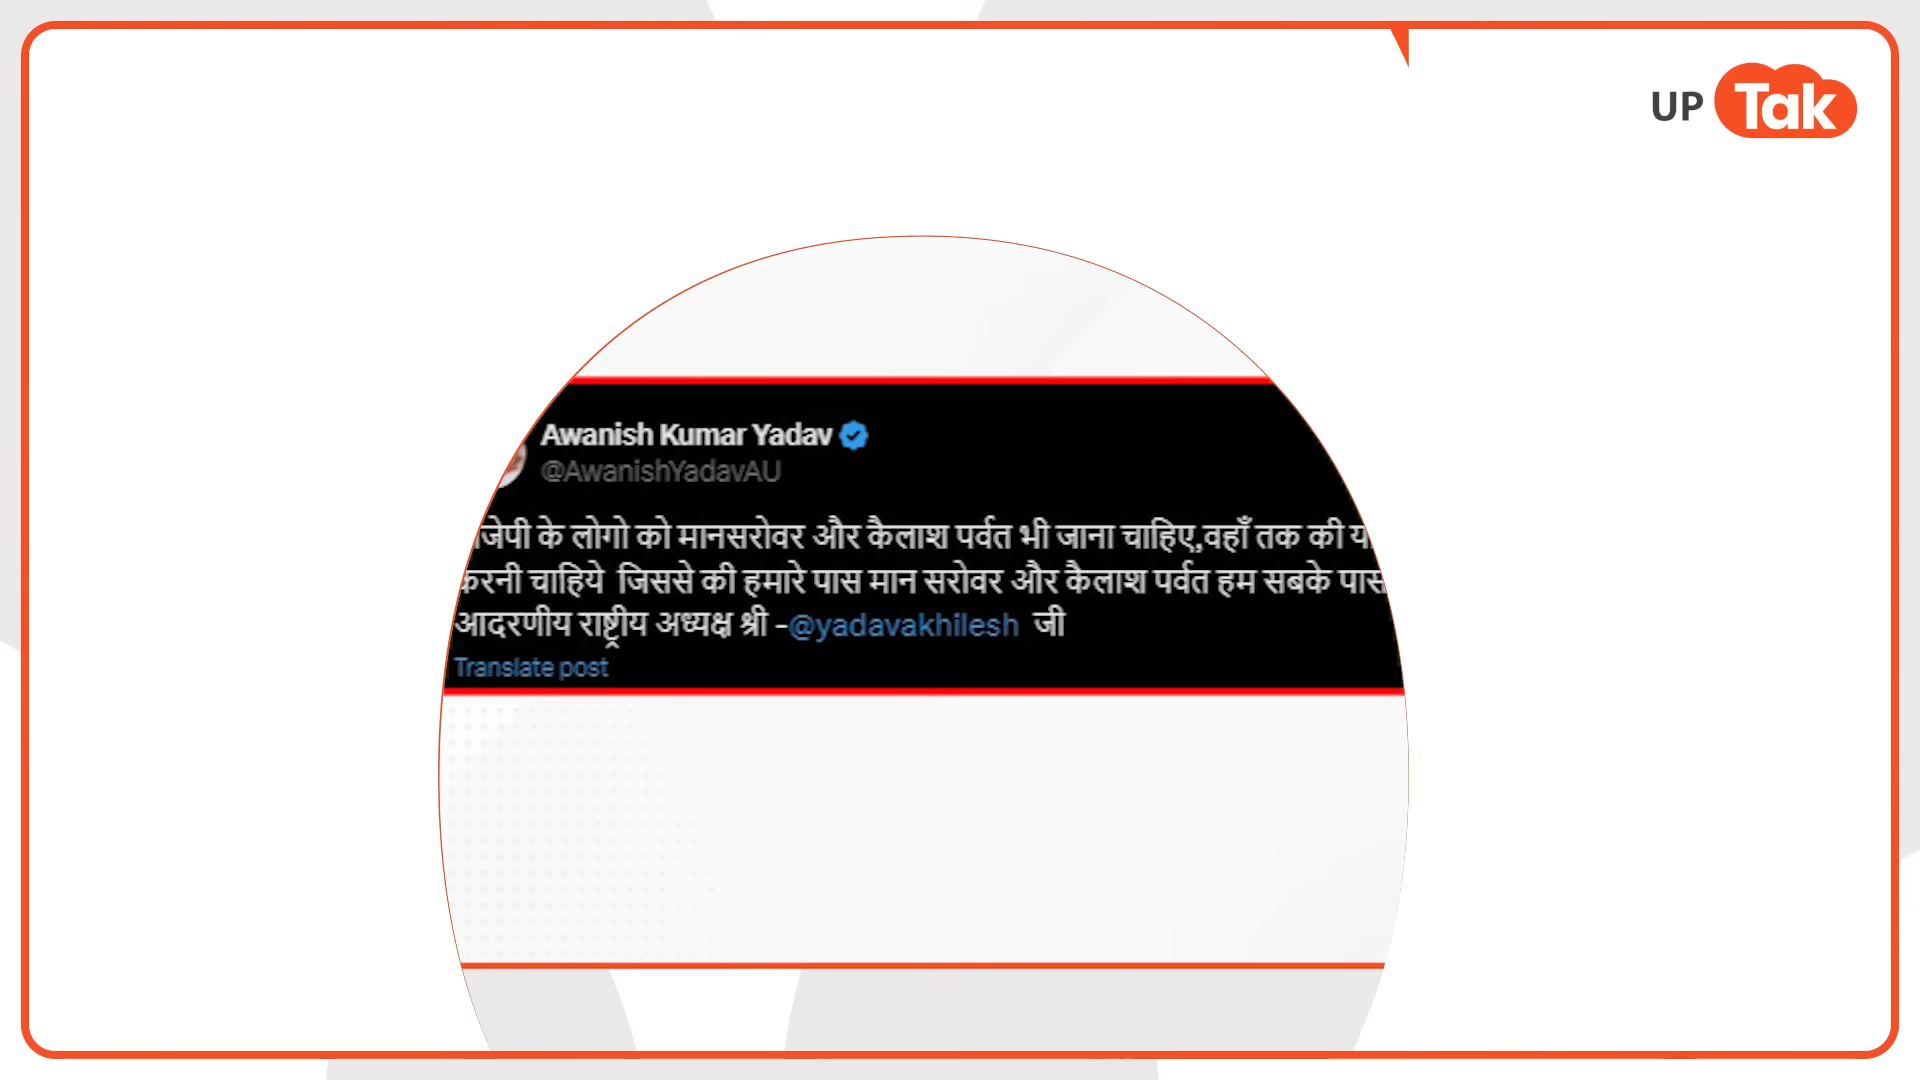 UP Tak
Awanish Kumar Yadav
@AwanishYadavAU
के लोगो को मानसरोवर और कैलाश पर्वत भी जाना चाहिए,वहाँ तक की
करनी चाहिये जिससे की हमारे पास मान सरोवर और कैलाश पर्वत हम सबके पास
आदरणीय राष्ट्रीय अध्यक्ष श्री -@yadavakhilesh जी
Translate post